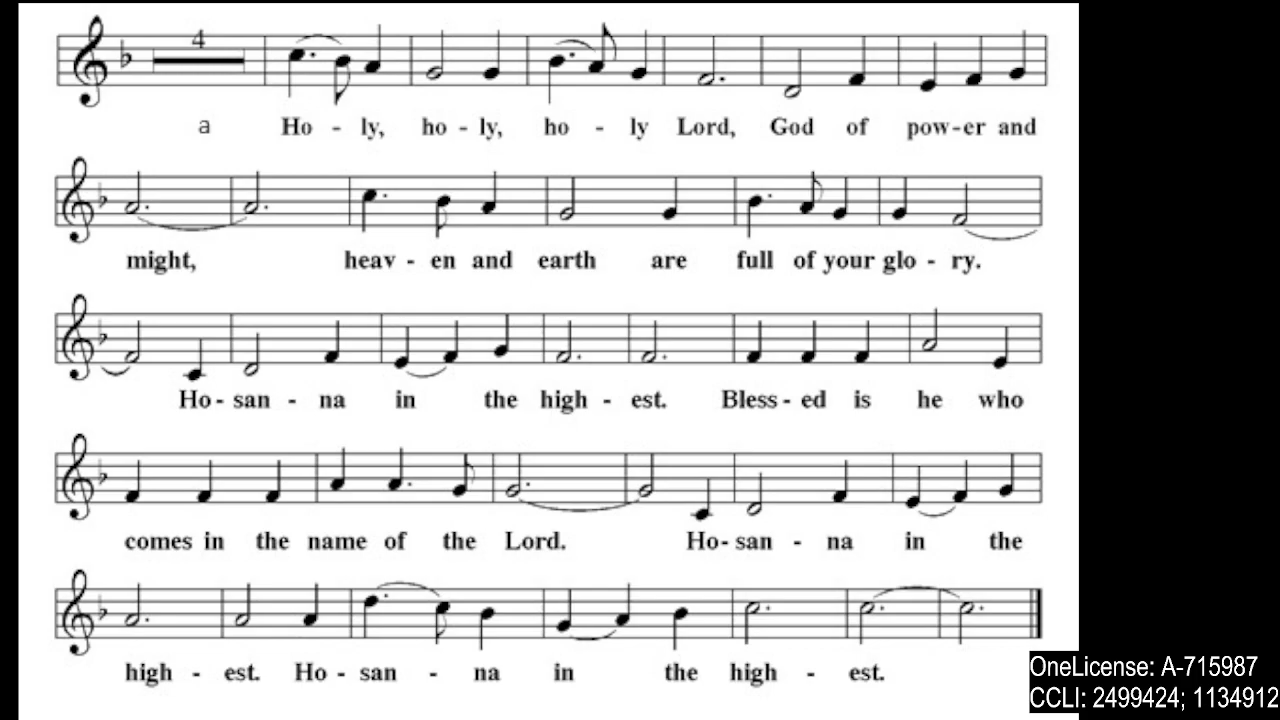 4
a Ho - ly, ho - ly, ho - ly Lord, God of pow-er and
might, heav - en and earth are full of your glo - ry.
Ho - san - na in the high - est. Bless - ed is he who
comes in the name of the Lord. Ho - san - na in the
high - est. Ho - san - na in the high - est.
OneLicense: A-715987
CCLI: 2499424; 1134912